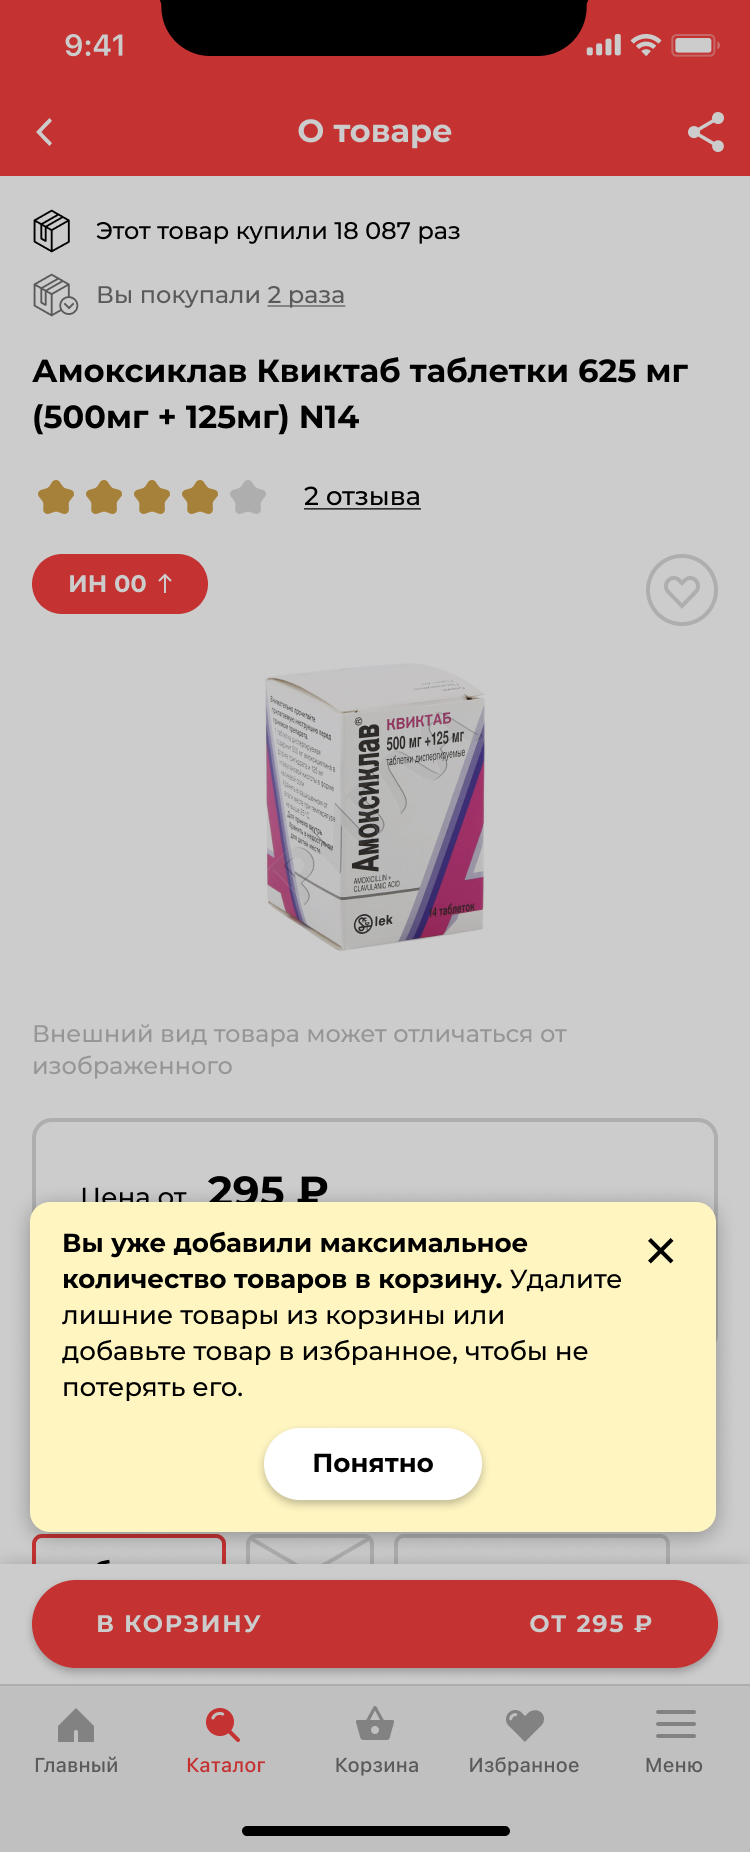 9:41
О товаре
Этот товар купили 18 087 раз
Вы покупали 2 раза
Амоксиклав Квиктаб таблетки 625 мг
(500мг + 125мг) N14
2 отзыва
ИН 00 ↑
Амоксиклав®
КВИКТАБ
500 мг +125 мг
таблетки диспергируемые
AMOXICILLIN +
CLAVULANIC ACID
lek
14 таблеток
Внешний вид товара может отличаться от
изображенного
Цена от 295 ₽
Вы уже добавили максимальное
количество товаров в корзину. Удалите
лишние товары из корзины или
добавьте товар в избранное, чтобы не
потерять его.
Понятно
В КОРЗИНУ ОТ 295 ₽
Главный Каталог Корзина Избранное Меню